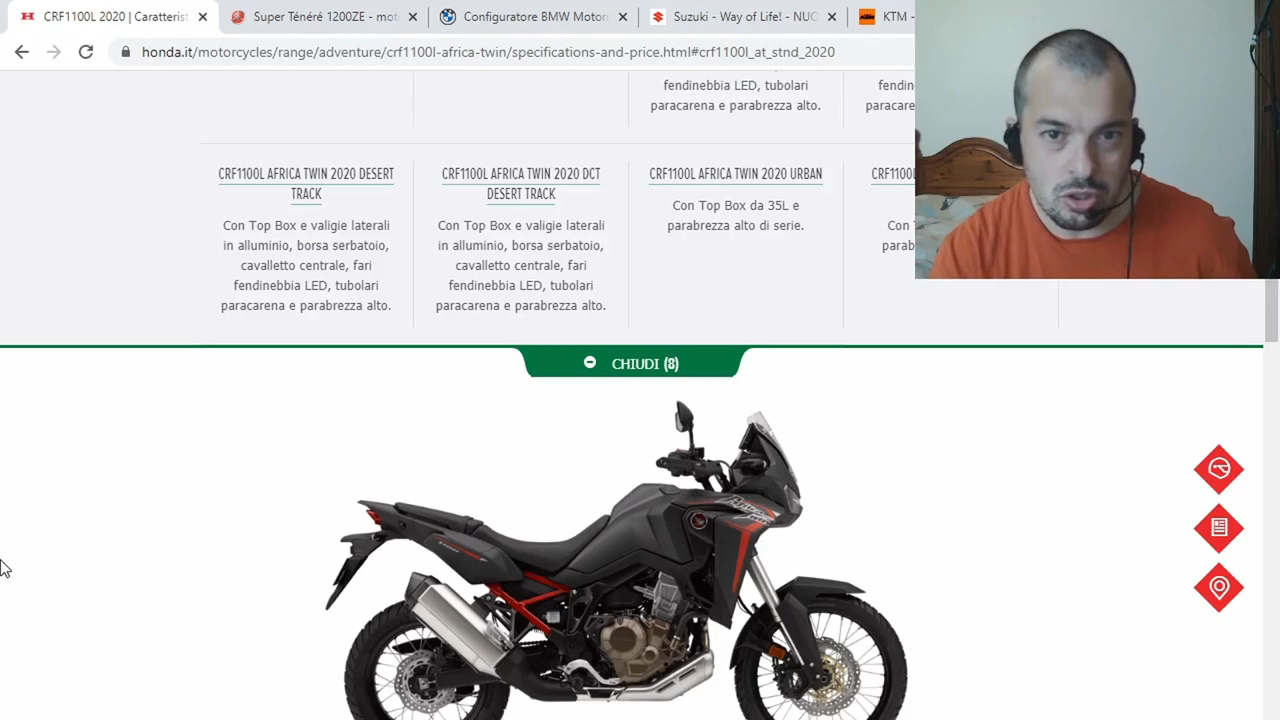 CRF1100L 2020 | Caratterist
Super Ténéré 1200ZE - mot
Configuratore BMW Motorr
Suzuki - Way of Life! - NUO
KTM -
honda.it/motorcycles/range/adventure/crf1100l-africa-twin/specifications-and-price.html#crf1100l_at_stnd_2020
fendinebbia LED, tubolari
paracarena e parabrezza alto.
fendin
paracare
CRF1100L AFRICA TWIN 2020 DESERT
TRACK
Con Top Box e valigie laterali
in alluminio, borsa serbatoio,
cavalletto centrale, fari
fendinebbia LED, tubolari
paracarena e parabrezza alto.
CRF1100L AFRICA TWIN 2020 DCT
DESERT TRACK
Con Top Box e valigie laterali
in alluminio, borsa serbatoio,
cavalletto centrale, fari
fendinebbia LED, tubolari
paracarena e parabrezza alto.
CRF1100L AFRICA TWIN 2020 URBAN
Con Top Box da 35L e
parabrezza alto di serie.
CRF1100L
Con T
parab
CHIUDI (8)